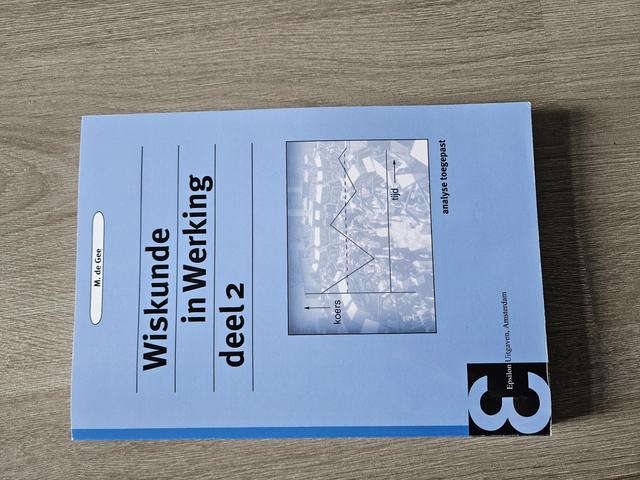 M. de Gee
Wiskunde
in Werking
deel 2
koers
tijd
analyse toegepast
Epsilon Uitgaven, Amsterdam